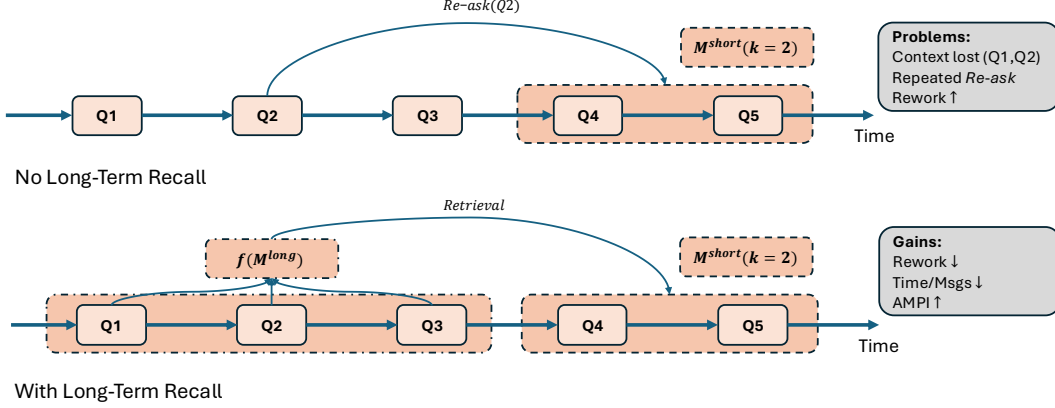 Re−ask(Q2)
M^short(k = 2)
Problems:
Context lost (Q1,Q2)
Repeated Re-ask
Rework ↑
Q1
Q2
Q3
Q4
Q5
Time
No Long-Term Recall
Retrieval
f(M^long)
M^short(k = 2)
Gains:
Rework ↓
Time/Msgs ↓
AMPI ↑
Q1
Q2
Q3
Q4
Q5
Time
With Long-Term Recall